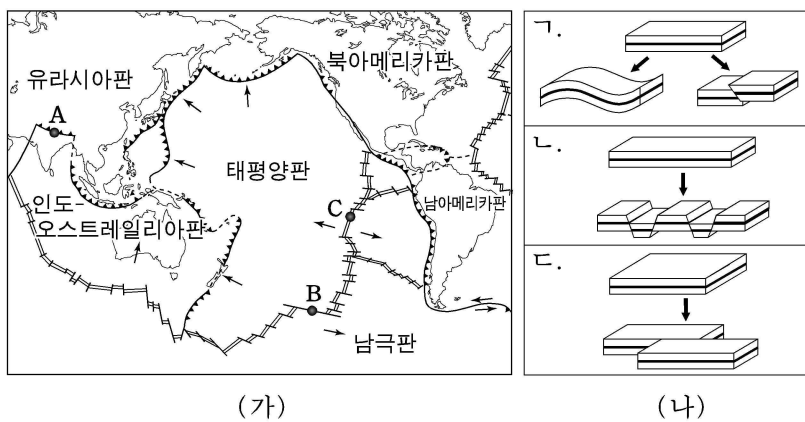 유라시아판
북아메리카판
A
태평양판
인도-
오스트레일리아판
C
남아메리카판
B
남극판
(가)
ㄱ.
ㄴ.
ㄷ.
(나)